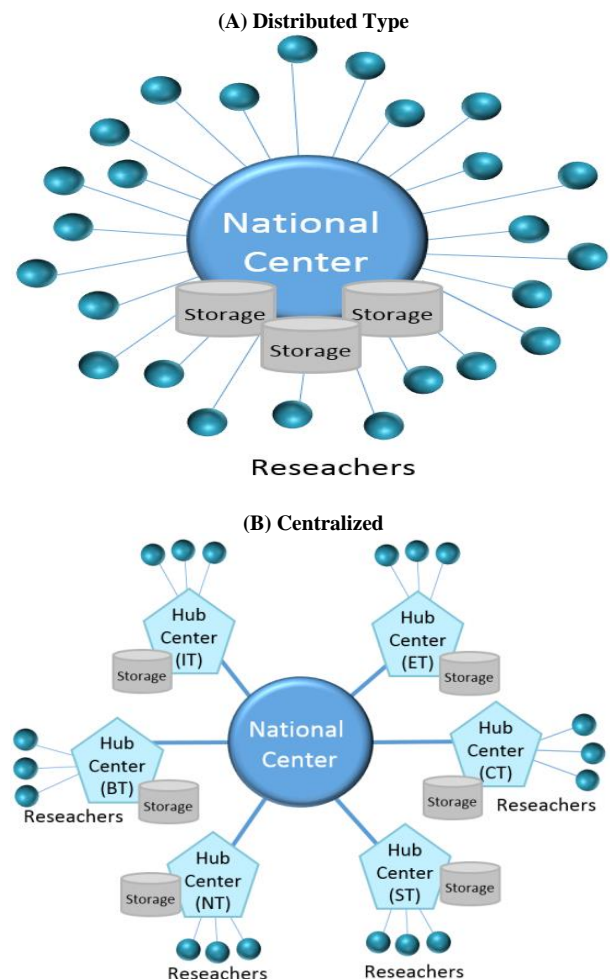 (A) Distributed Type
National
Center
Storage
Storage
Storage
Reseachers
(B) Centralized
Hub
Center
(IT)
Storage
Hub
Center
(ET)
Storage
National
Center
Hub
Center
(BT)
Storage
Reseachers
Hub
Center
(CT)
Storage
Reseachers
Hub
Center
(NT)
Storage
Reseachers
Hub
Center
(ST)
Storage
Reseachers